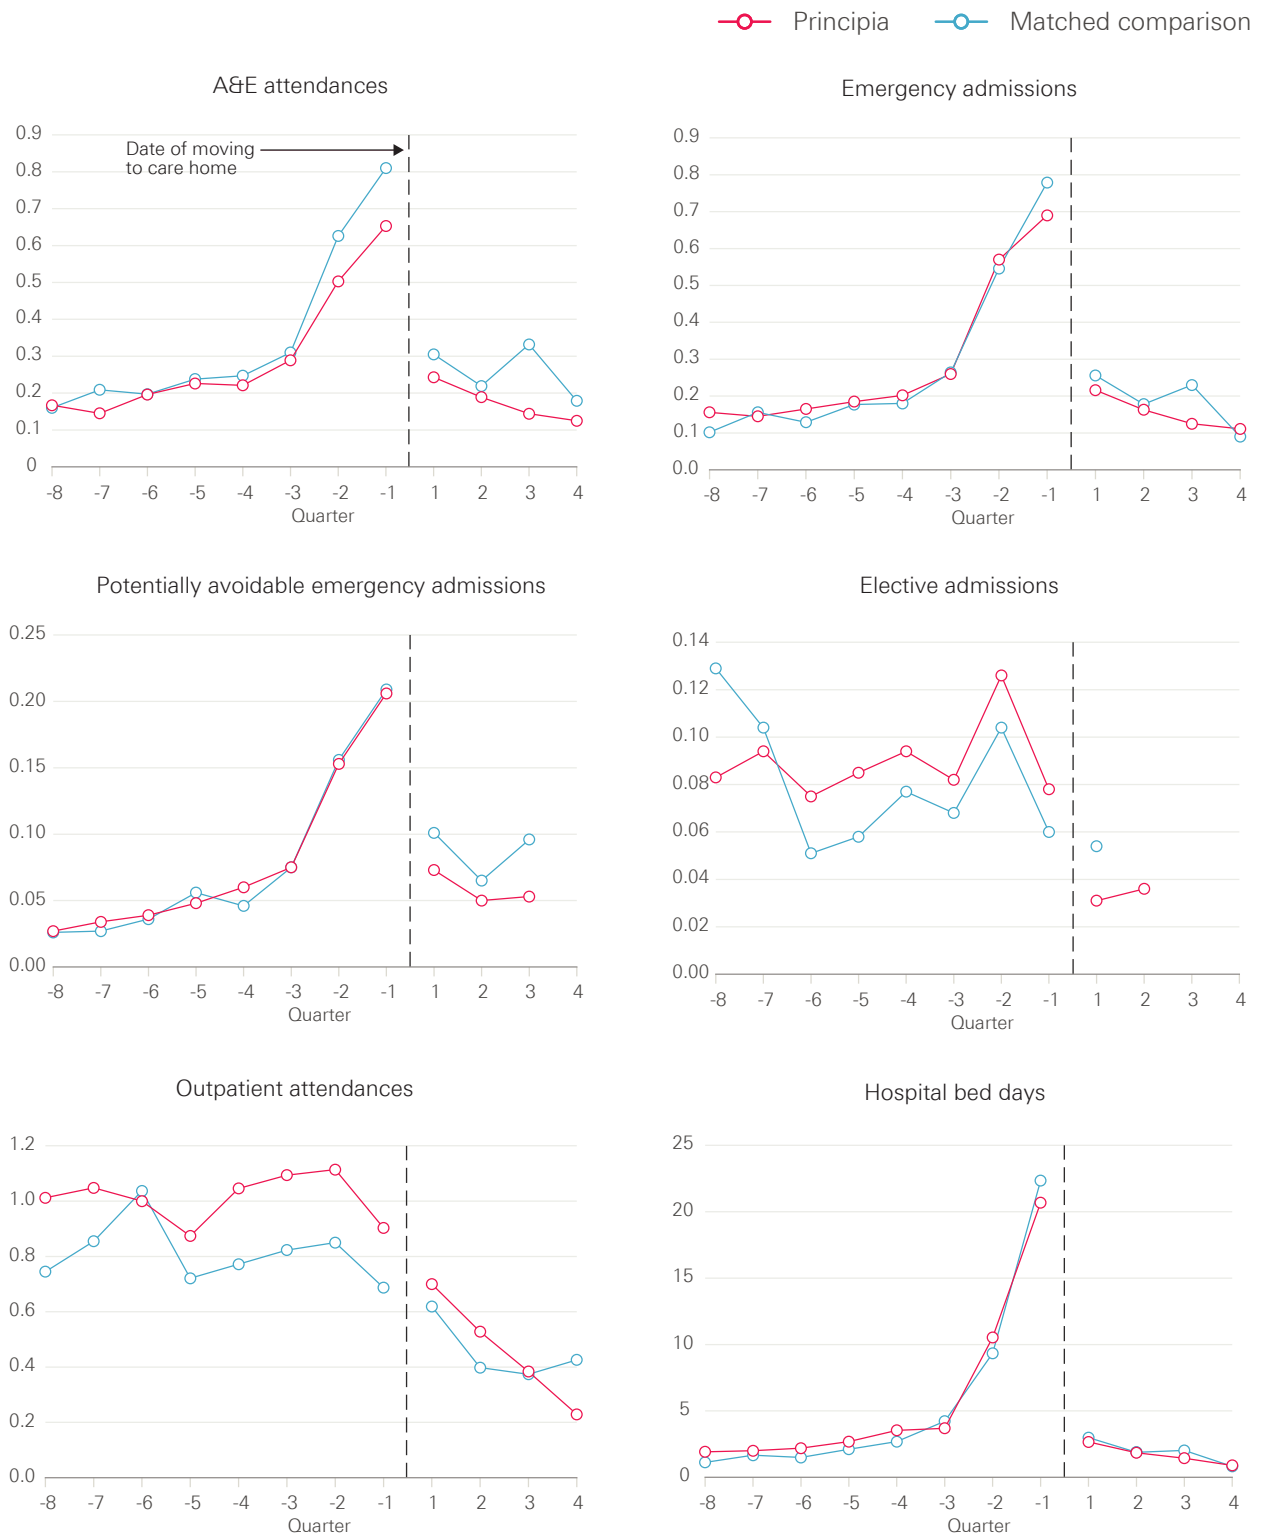 Principia
Matched comparison
A&E attendances
0.9
0.8
0.7
0.6
0.5
0.4
0.3
0.2
0.1
0
Date of moving
to care home
-8 -7 -6 -5 -4 -3 -2 -1 1 2 3 4
Quarter
Emergency admissions
0.9
0.8
0.7
0.6
0.5
0.4
0.3
0.2
0.1
0.0
-8 -7 -6 -5 -4 -3 -2 -1 1 2 3 4
Quarter
Potentially avoidable emergency admissions
0.25
0.20
0.15
0.10
0.05
0.00
-8 -7 -6 -5 -4 -3 -2 -1 1 2 3 4
Quarter
Elective admissions
0.14
0.12
0.10
0.08
0.06
0.04
0.02
0.00
-8 -7 -6 -5 -4 -3 -2 -1 1 2 3 4
Quarter
Outpatient attendances
1.2
1.0
0.8
0.6
0.4
0.2
0.0
-8 -7 -6 -5 -4 -3 -2 -1 1 2 3 4
Quarter
Hospital bed days
25
20
15
10
5
0
-8 -7 -6 -5 -4 -3 -2 -1 1 2 3 4
Quarter